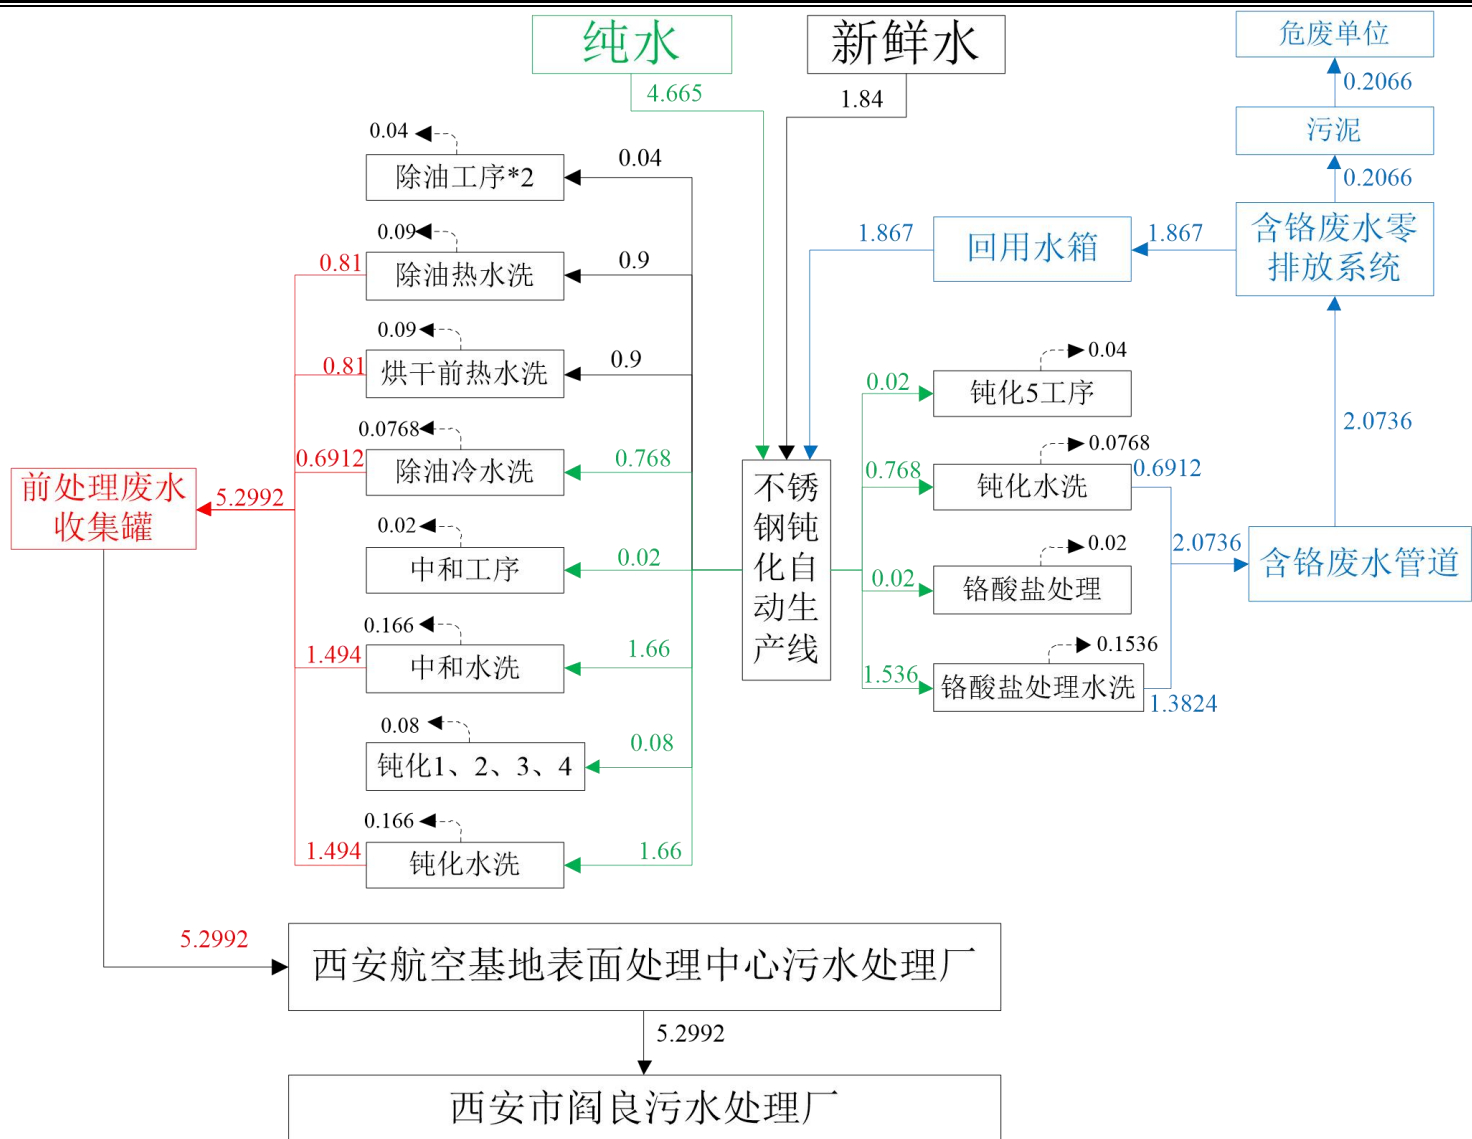 纯水
新鲜水
危废单位
4.665
1.84
0.2066
污泥
0.2066
0.04
除油工序*2
0.04
0.09
0.81
除油热水洗
0.9
1.867
回用水箱
1.867
含铬废水零
排放系统
0.09
0.81
烘干前热水洗
0.9
0.04
0.02
钝化5工序
2.0736
0.0768
0.6912
除油冷水洗
0.768
0.0768
0.768
钝化水洗
0.6912
前处理废水
收集罐
5.2992
不锈
钢钝
化自
动生
产线
0.02
中和工序
0.02
0.02
0.02
铬酸盐处理
2.0736
含铬废水管道
0.166
1.494
中和水洗
1.66
0.1536
1.536
铬酸盐处理水洗
1.3824
0.08
钝化1、2、3、4
0.08
0.166
1.494
钝化水洗
1.66
5.2992
西安航空基地表面处理中心污水处理厂
5.2992
西安市阎良污水处理厂